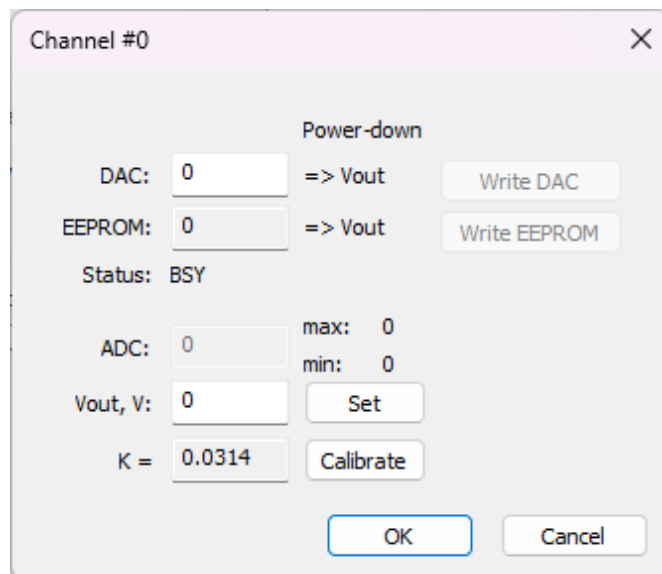 Channel #0
Power-down
DAC: 0 => Vout Write DAC
EEPROM: 0 => Vout Write EEPROM
Status: BSY
ADC: 0 max: 0
min: 0
Vout, V: 0 Set
K = 0.0314 Calibrate
OK Cancel